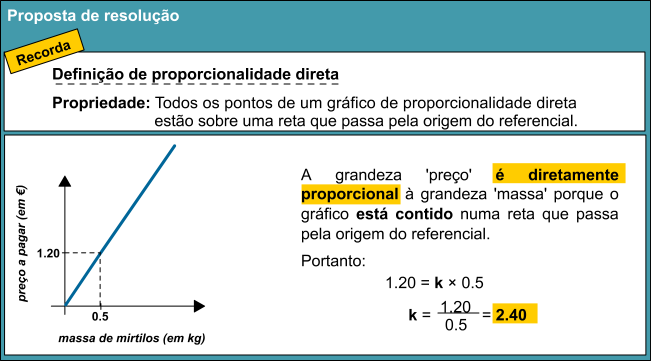 Proposta de resolução
Recorda
Definição de proporcionalidade direta
Propriedade: Todos os pontos de um gráfico de proporcionalidade direta
estão sobre uma reta que passa pela origem do referencial.
preço a pagar (em €)
1.20
0.5
massa de mirtilos (em kg)
A grandeza 'preço' é diretamente
proporcional à grandeza 'massa' porque o
gráfico está contido numa reta que passa
pela origem do referencial.
Portanto:
1.20 = k × 0.5
k = 1.20 / 0.5 = 2.40